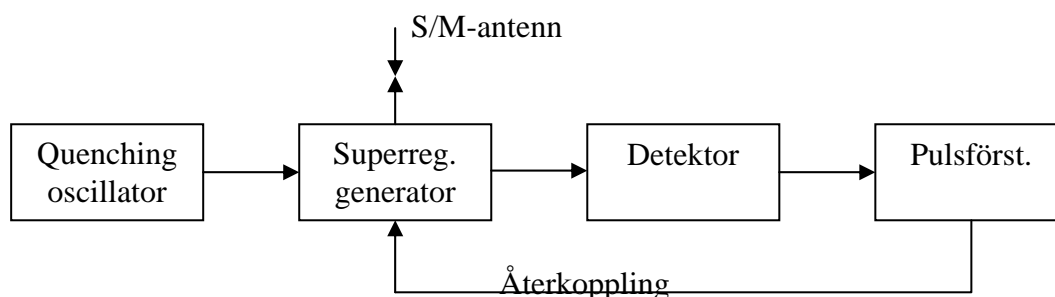 S/M-antenn
Quenching
oscillator
Superreg.
generator
Detektor
Pulsförst.
Återkoppling